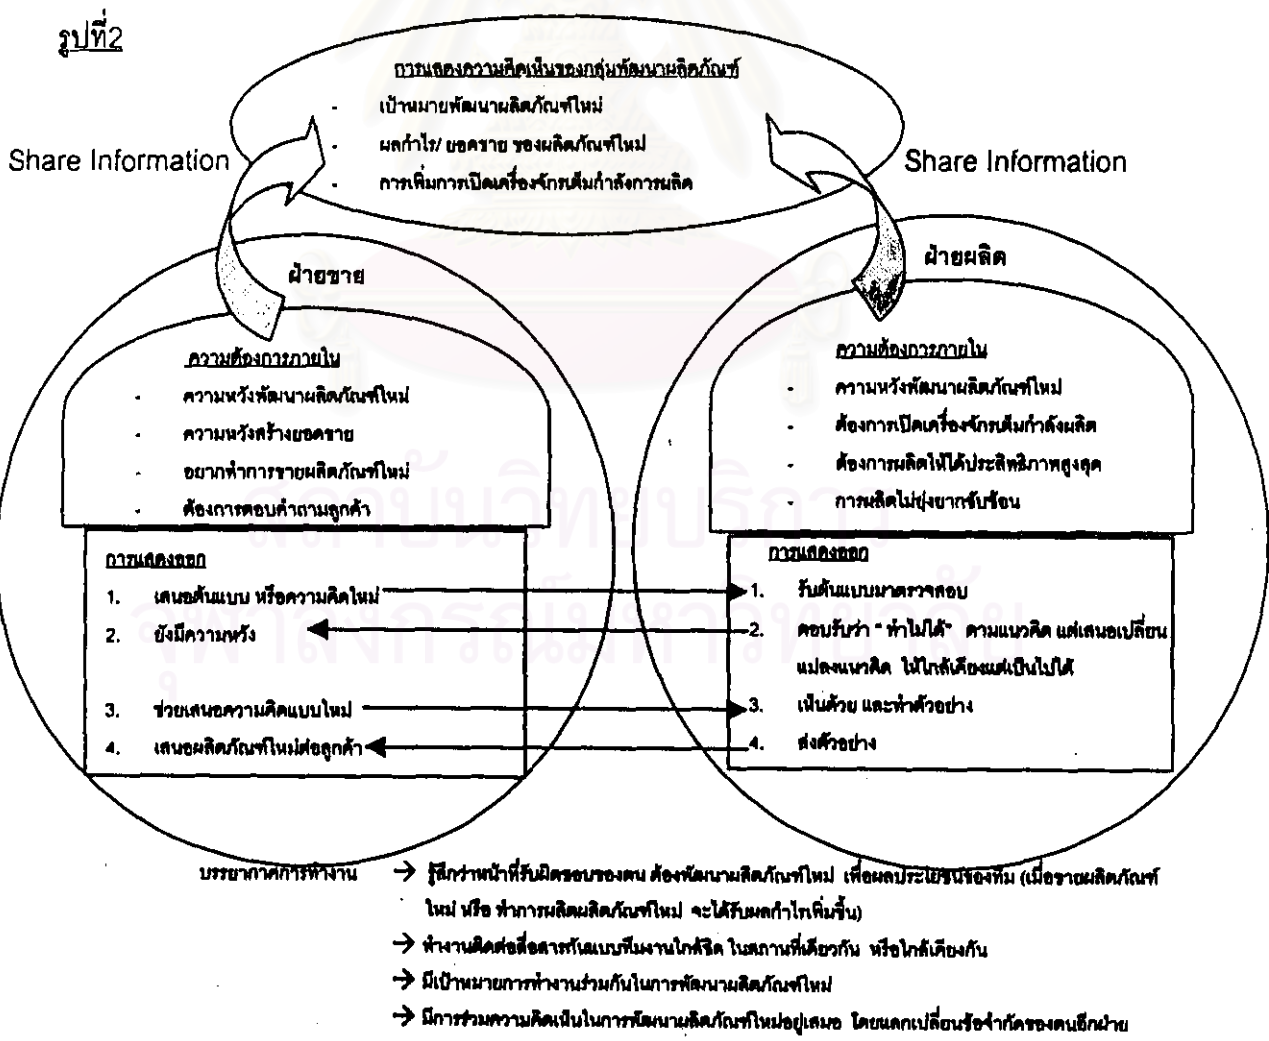 รูปที่2
การแสดงความคิดเห็นของกลุ่มพัฒนาผลิตภัณฑ์
- เป้าหมายพัฒนาผลิตภัณฑ์ใหม่
- ผลกำไร/ ยอดขาย ของผลิตภัณฑ์ใหม่
- การเพิ่มการเปิดเครื่องจักรเต็มกำลังการผลิต
Share Information
Share Information
ฝ่ายขาย
ความต้องการภายใน
- ความหวังพัฒนาผลิตภัณฑ์ใหม่
- ความหวังสร้างยอดขาย
- อยากทำการขายผลิตภัณฑ์ใหม่
- ต้องการตอบคำถามลูกค้า
การแสดงออก
1. เสนอต้นแบบ หรือความคิดใหม่
2. ยังมีความหวัง
3. ช่วยเสนอความคิดแบบใหม่
4. เสนอผลิตภัณฑ์ใหม่ต่อลูกค้า
ฝ่ายผลิต
ความต้องการภายใน
- ความหวังพัฒนาผลิตภัณฑ์ใหม่
- ต้องการเปิดเครื่องจักรเต็มกำลังผลิต
- ต้องการผลิตให้ได้ประสิทธิภาพสูงสุด
- การผลิตไม่ยุ่งยากซับซ้อน
การแสดงออก
1. รับต้นแบบมาตรวจสอบ
2. ตอบรับว่า " ทำไม่ได้" ตามแนวคิด แต่เสนอเปลี่ยน
แปลงแนวคิด ให้ใกล้เคียงแต่เป็นไปได้
3. เห็นด้วย และทำตัวอย่าง
4. ส่งตัวอย่าง
สถาบันวิทยบริการ
จุฬาลงกรณ์มหาวิทยาลัย
บรรยากาศการทำงาน → รู้สึกว่าหน้าที่รับผิดชอบของตน ต้องพัฒนาผลิตภัณฑ์ใหม่ เพื่อผลประโยชน์ของทีม (เมื่อขายผลิตภัณฑ์
ใหม่ หรือ ทำการผลิตผลิตภัณฑ์ใหม่ จะได้รับผลกำไรเพิ่มขึ้น)
→ ทำงานติดต่อสื่อสารกันแบบทีมงานใกล้ชิด ในสถานที่เดียวกัน หรือใกล้เคียงกัน
→ มีเป้าหมายการทำงานร่วมกันในการพัฒนาผลิตภัณฑ์ใหม่
→ มีการร่วมความคิดเห็นในการพัฒนาผลิตภัณฑ์ใหม่อยู่เสมอ โดยแลกเปลี่ยนข้อจำกัดของตนอีกฝ่าย